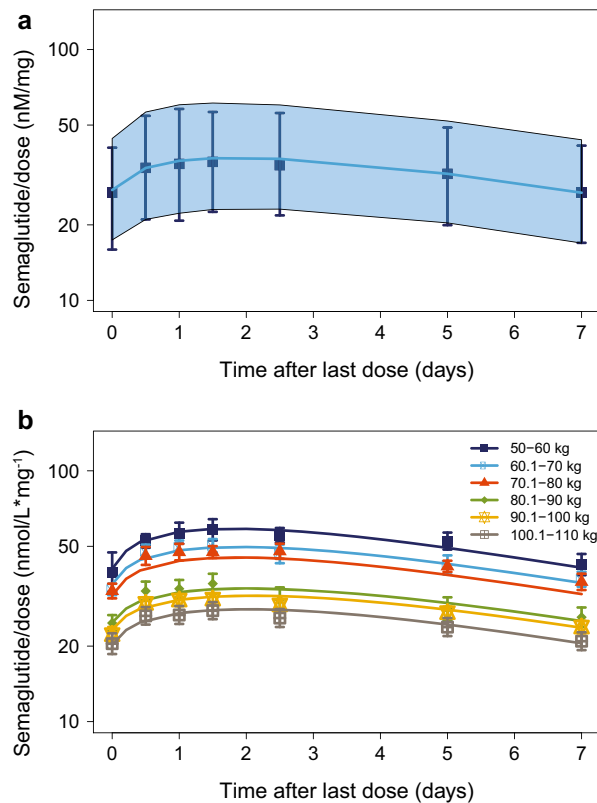 a
Semaglutide/dose (nM/mg)
100
50
20
10
0 1 2 3 4 5 6 7
Time after last dose (days)
b
Semaglutide/dose (nmol/L*mg⁻¹)
100
50
20
10
50−60 kg
60.1−70 kg
70.1−80 kg
80.1−90 kg
90.1−100 kg
100.1−110 kg
0 1 2 3 4 5 6 7
Time after last dose (days)